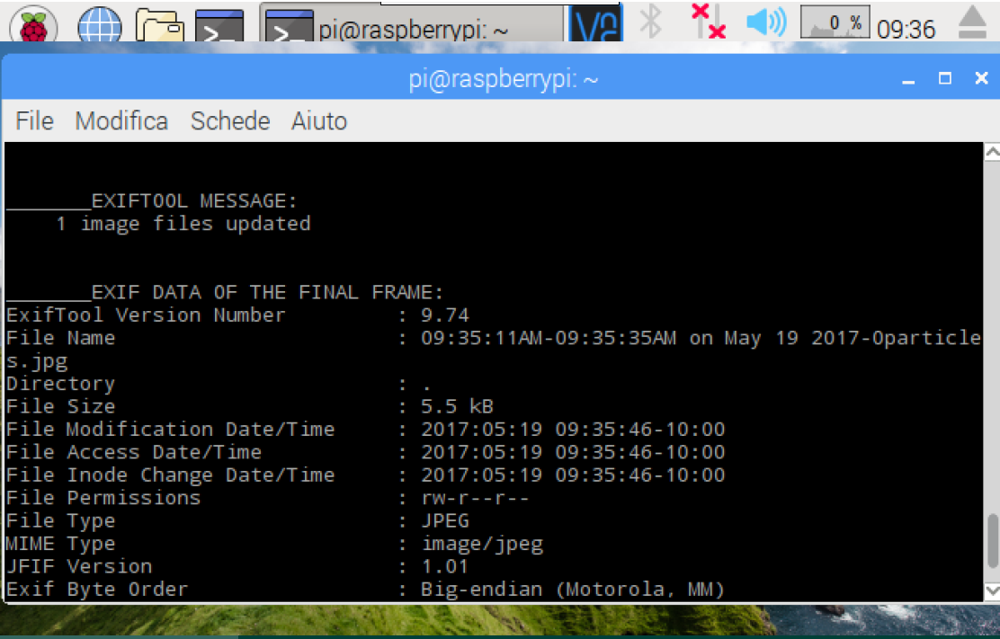 pi@raspberrypi: ~
0 %
09:36
pi@raspberrypi: ~
File Modifica Schede Aiuto
_______EXIFTOOL MESSAGE:
1 image files updated
_______EXIF DATA OF THE FINAL FRAME:
ExifTool Version Number : 9.74
File Name : 09:35:11AM-09:35:35AM on May 19 2017-0particle
s.jpg
Directory : .
File Size : 5.5 kB
File Modification Date/Time : 2017:05:19 09:35:46-10:00
File Access Date/Time : 2017:05:19 09:35:46-10:00
File Inode Change Date/Time : 2017:05:19 09:35:46-10:00
File Permissions : rw-r--r--
File Type : JPEG
MIME Type : image/jpeg
JFIF Version : 1.01
Exif Byte Order : Big-endian (Motorola, MM)